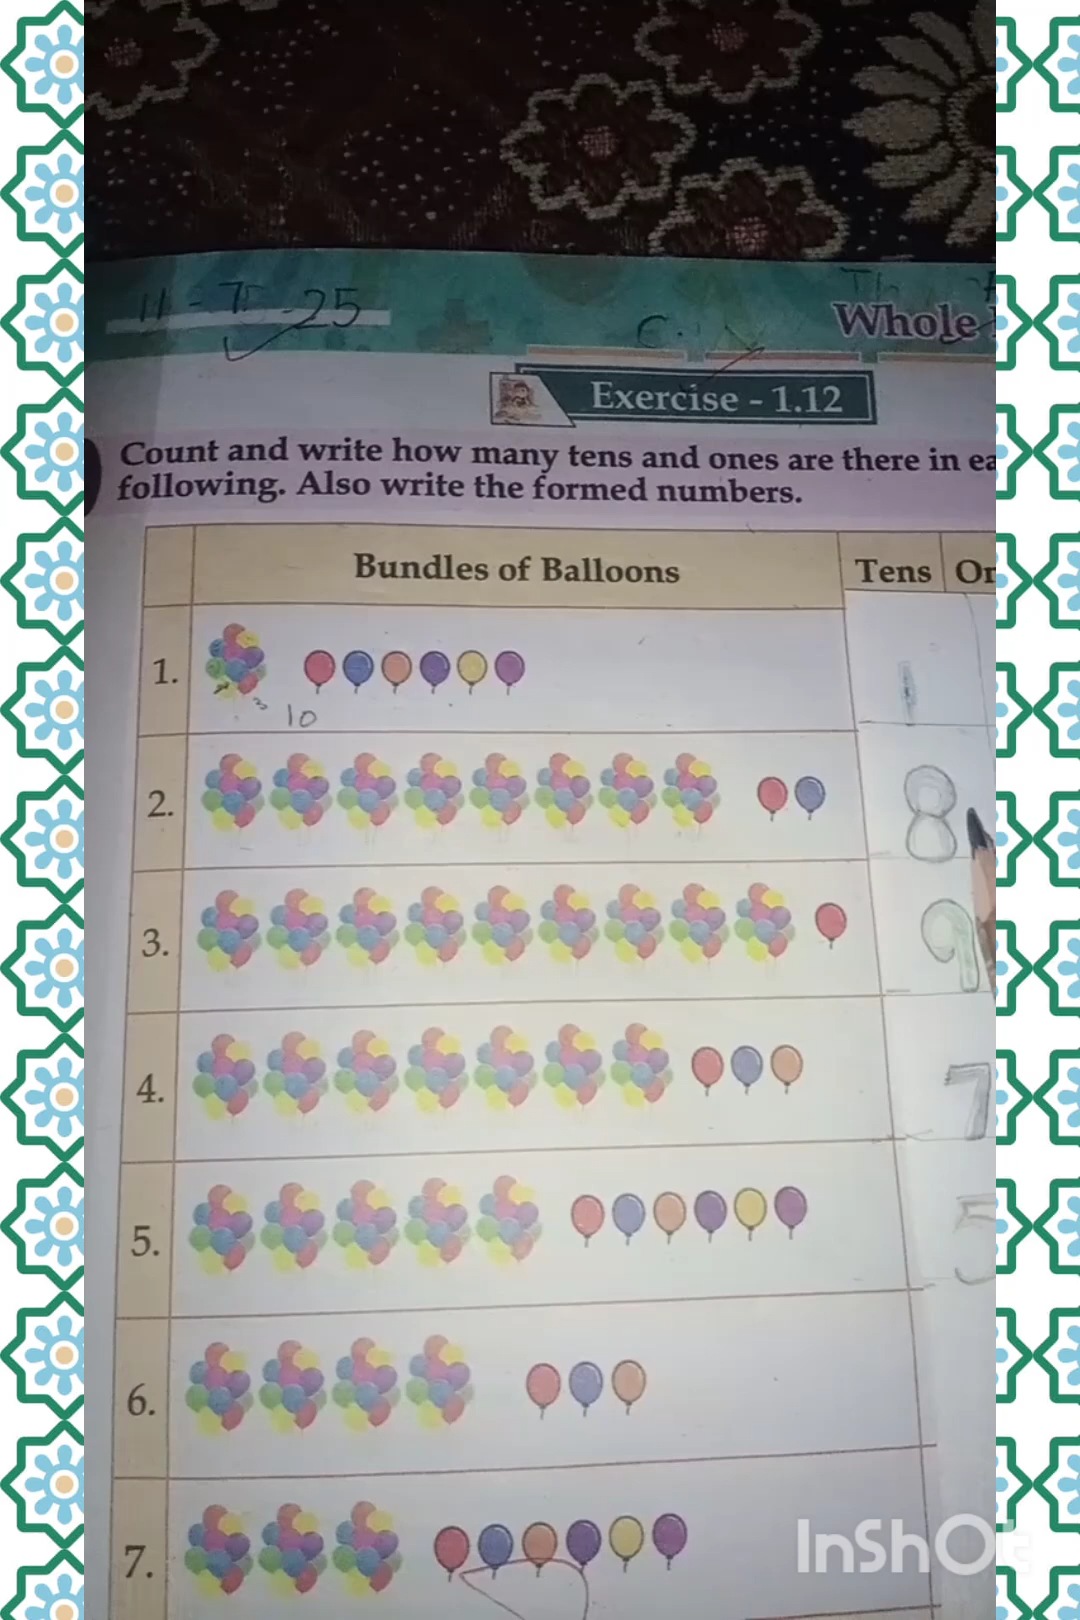 11 - 7 - 25
C.
Whole
Exercise - 1.12
Count and write how many tens and ones are there in ea
following. Also write the formed numbers.
Bundles of Balloons Tens On
1. 1
10
2. 8
3. 9
4. 7
5. 5
6.
7.
InShOt